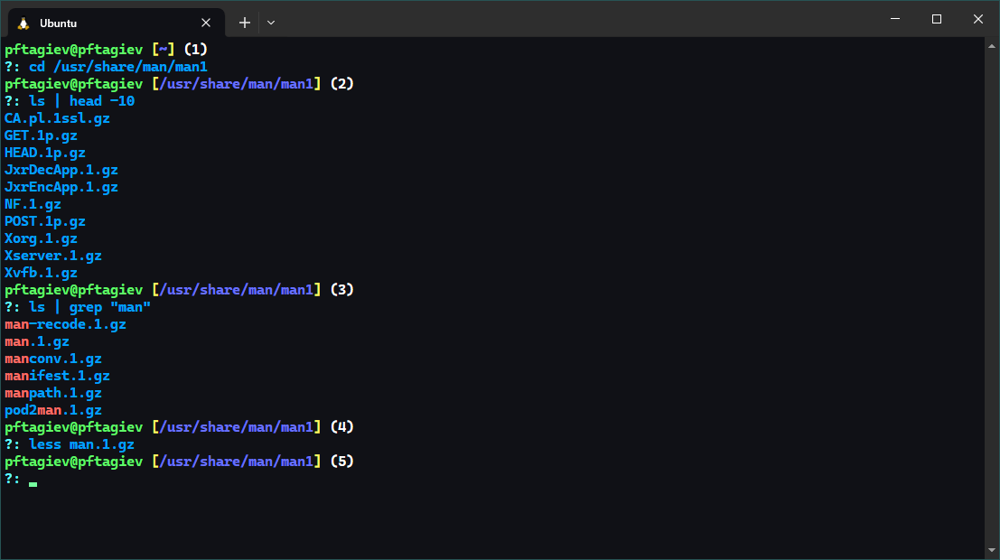 Ubuntu
pftagiev@pftagiev [~] (1)
?: cd /usr/share/man/man1
pftagiev@pftagiev [/usr/share/man/man1] (2)
?: ls | head -10
CA.pl.1ssl.gz
GET.1p.gz
HEAD.1p.gz
JxrDecApp.1.gz
JxrEncApp.1.gz
NF.1.gz
POST.1p.gz
Xorg.1.gz
Xserver.1.gz
Xvfb.1.gz
pftagiev@pftagiev [/usr/share/man/man1] (3)
?: ls | grep "man"
man-recode.1.gz
man.1.gz
manconv.1.gz
manifest.1.gz
manpath.1.gz
pod2man.1.gz
pftagiev@pftagiev [/usr/share/man/man1] (4)
?: less man.1.gz
pftagiev@pftagiev [/usr/share/man/man1] (5)
?: